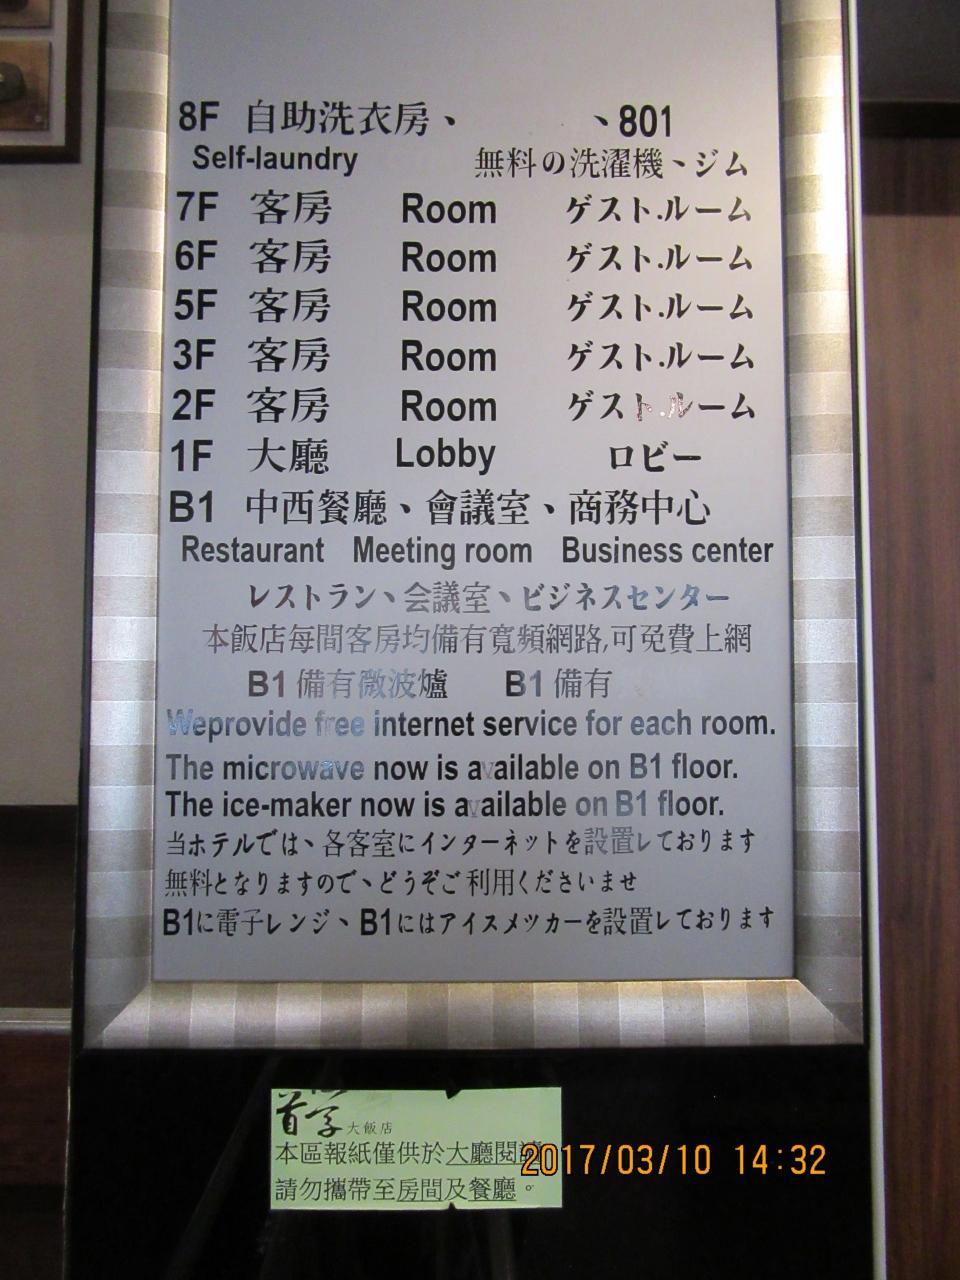 8F 自助洗衣房、 、801
Self-laundry 無料の洗濯機、ジム
7F 客房 Room ゲスト.ルーム
6F 客房 Room ゲスト.ルーム
5F 客房 Room ゲスト.ルーム
3F 客房 Room ゲスト.ルーム
2F 客房 Room ゲスト.ルーム
1F 大廳 Lobby ロビー
B1 中西餐廳、會議室、商務中心
Restaurant Meeting room Business center
レストラン、会議室、ビジネスセンター
本飯店每間客房均備有寬頻網路,可免費上網
B1 備有微波爐 B1 備有
Weprovide free internet service for each room.
The microwave now is available on B1 floor.
The ice-maker now is available on B1 floor.
当ホテルでは、各客室にインターネットを設置しております
無料となりますので、どうぞご利用くださいませ
B1に電子レンジ、B1にはアイスメツカーを設置しております
大飯店
本區報紙僅供於大廳閱讀
請勿攜帶至房間及餐廳。
2017/03/10 14:32